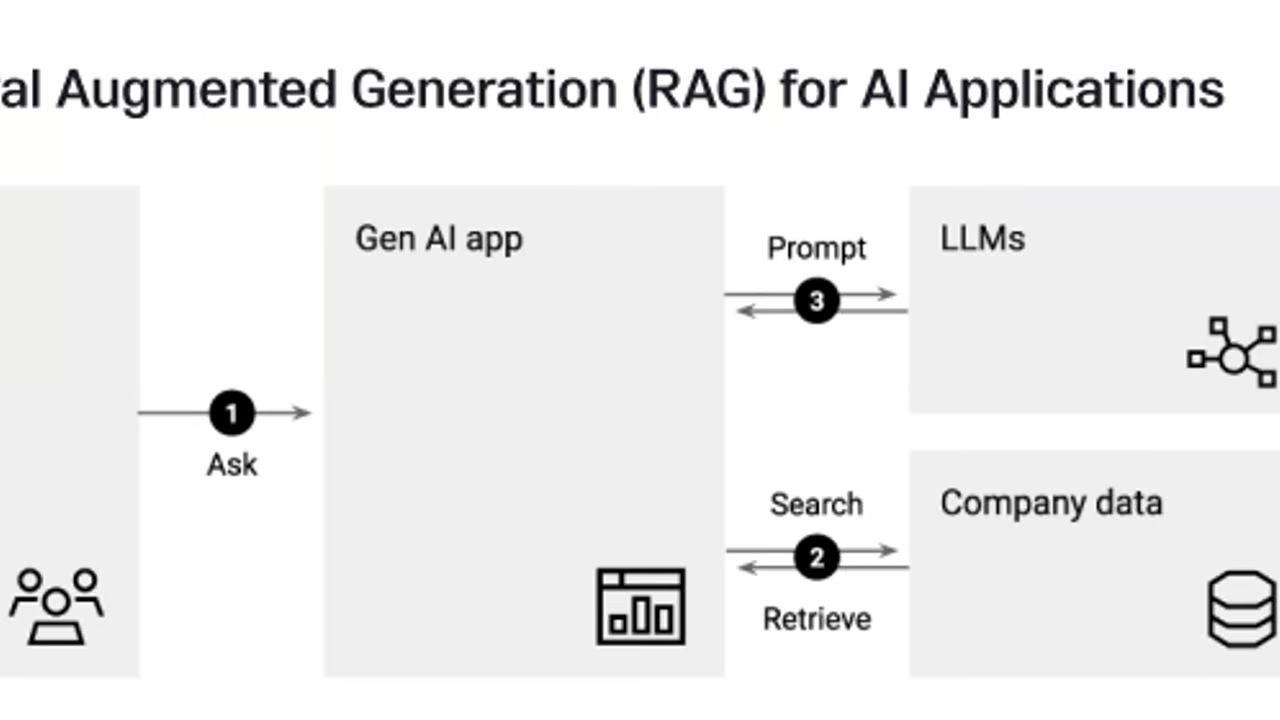 al Augmented Generation (RAG) for AI Applications
Gen AI app
Prompt
3
LLMs
1
Ask
Search
2
Retrieve
Company data